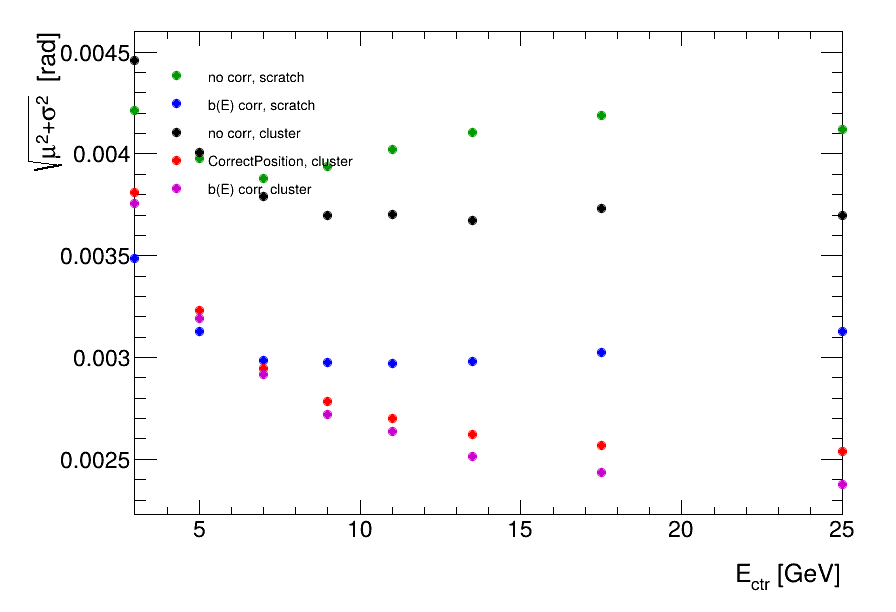 √μ²+σ² [rad]
0.0045
0.004
0.0035
0.003
0.0025
no corr, scratch
b(E) corr, scratch
no corr, cluster
CorrectPosition, cluster
b(E) corr, cluster
5 10 15 20 25
E_ctr [GeV]